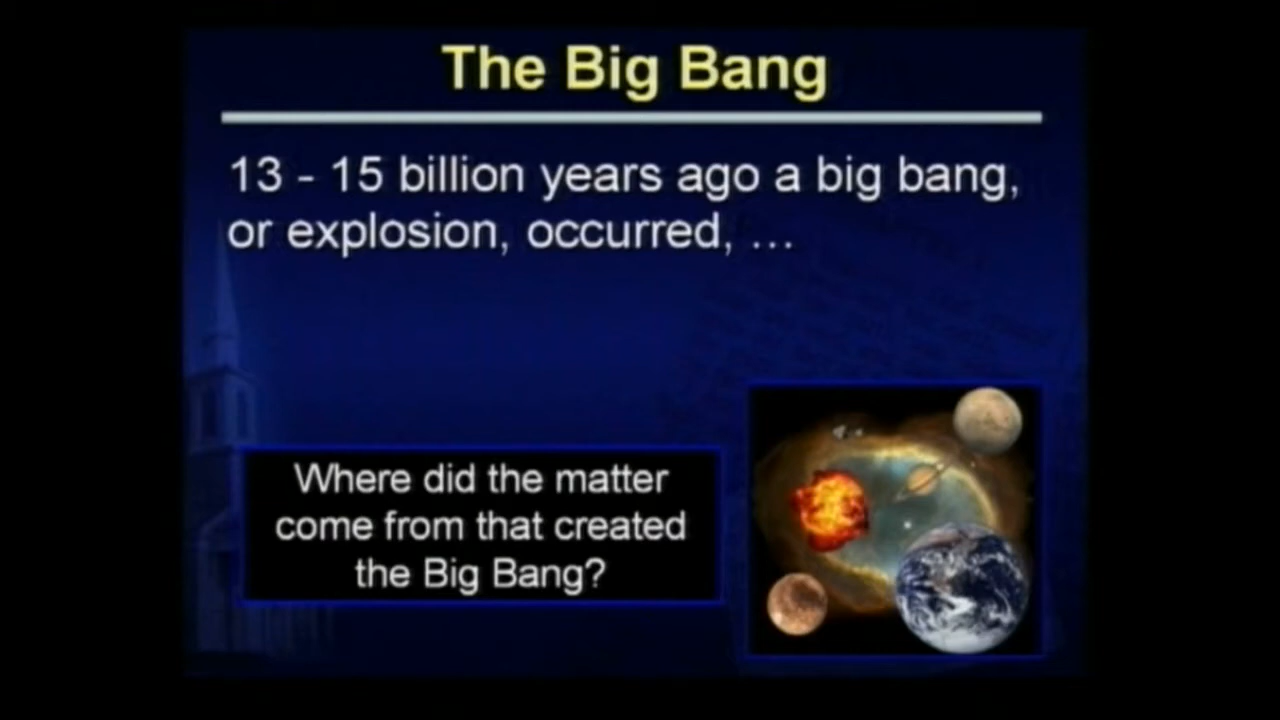 The Big Bang
13 - 15 billion years ago a big bang,
or explosion, occurred, …
Where did the matter
come from that created
the Big Bang?